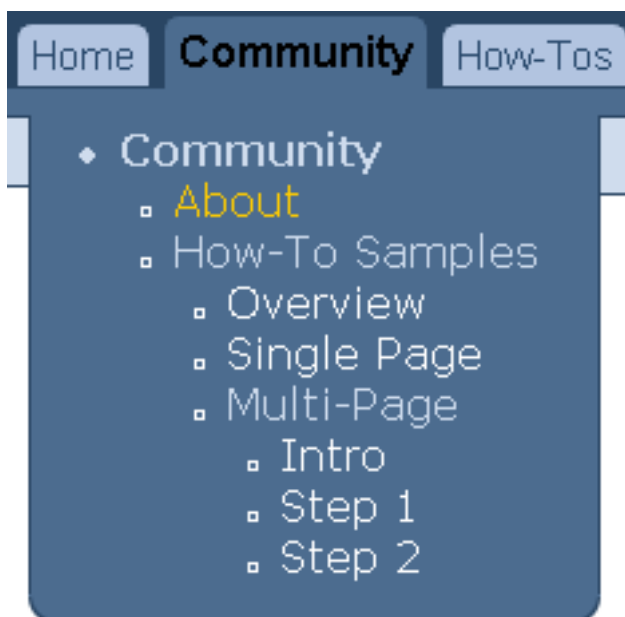 Home Community How-Tos
Community
About
How-To Samples
Overview
Single Page
Multi-Page
Intro
Step 1
Step 2